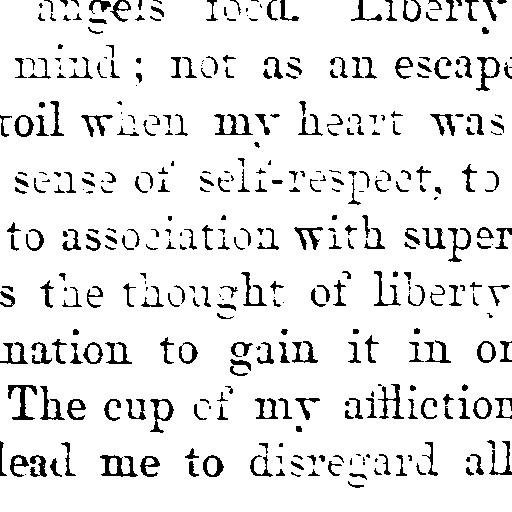 angels food. Liberty
mind; not as an escape
toil when my heart was
sense of self-respect, to
to association with super
s the thought of liberty
nation to gain it in or
The cup of my affliction
lead me to disregard all